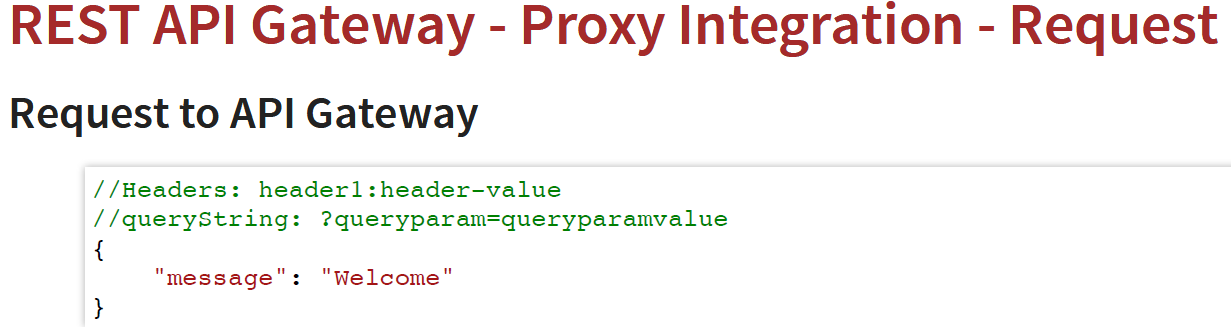 REST API Gateway - Proxy Integration - Request
Request to API Gateway
//Headers: header1:header-value
//queryString: ?queryparam=queryparamvalue
{
    "message": "Welcome"
}